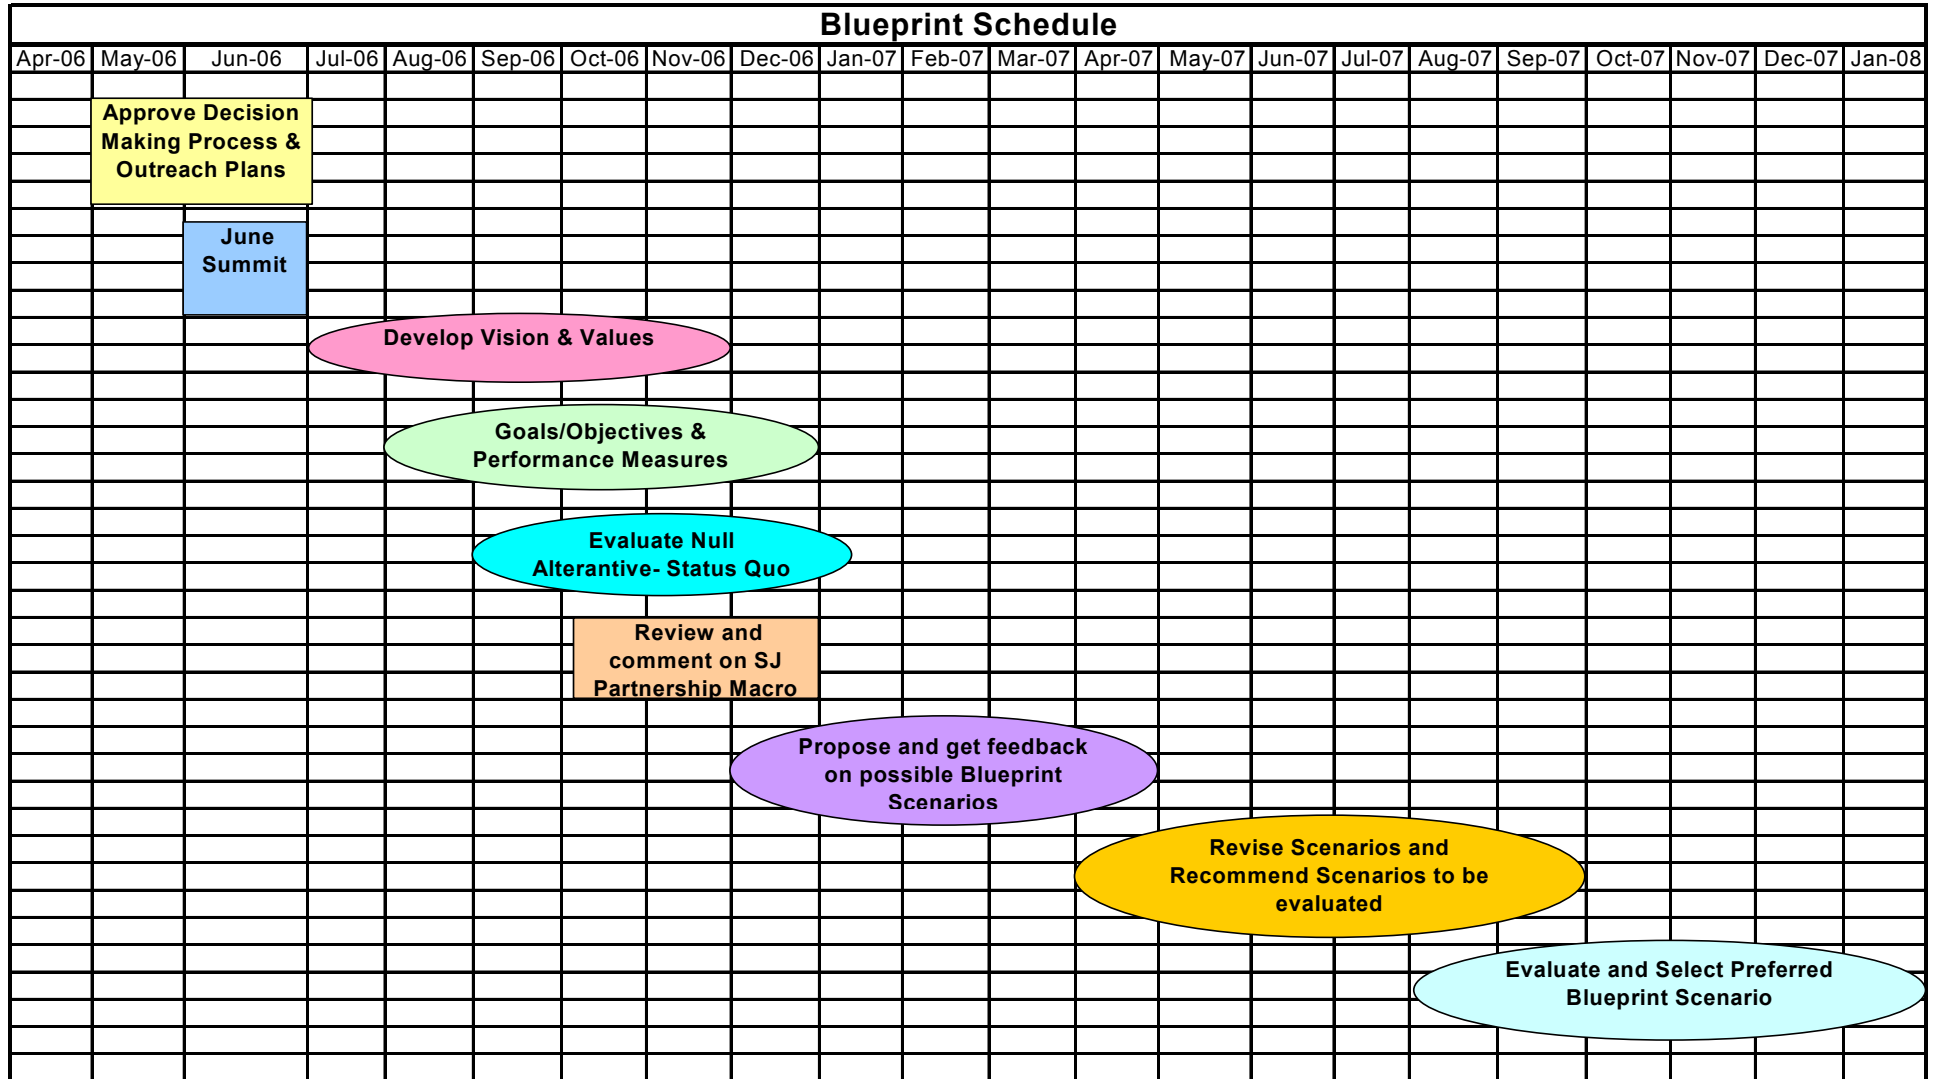 Blueprint Schedule
Apr-06 May-06 Jun-06 Jul-06 Aug-06 Sep-06 Oct-06 Nov-06 Dec-06 Jan-07 Feb-07 Mar-07 Apr-07 May-07 Jun-07 Jul-07 Aug-07 Sep-07 Oct-07 Nov-07 Dec-07 Jan-08
Approve Decision
Making Process &
Outreach Plans
June
Summit
Develop Vision & Values
Goals/Objectives &
Performance Measures
Evaluate Null
Alterantive- Status Quo
Review and
comment on SJ
Partnership Macro
Propose and get feedback
on possible Blueprint
Scenarios
Revise Scenarios and
Recommend Scenarios to be
evaluated
Evaluate and Select Preferred
Blueprint Scenario